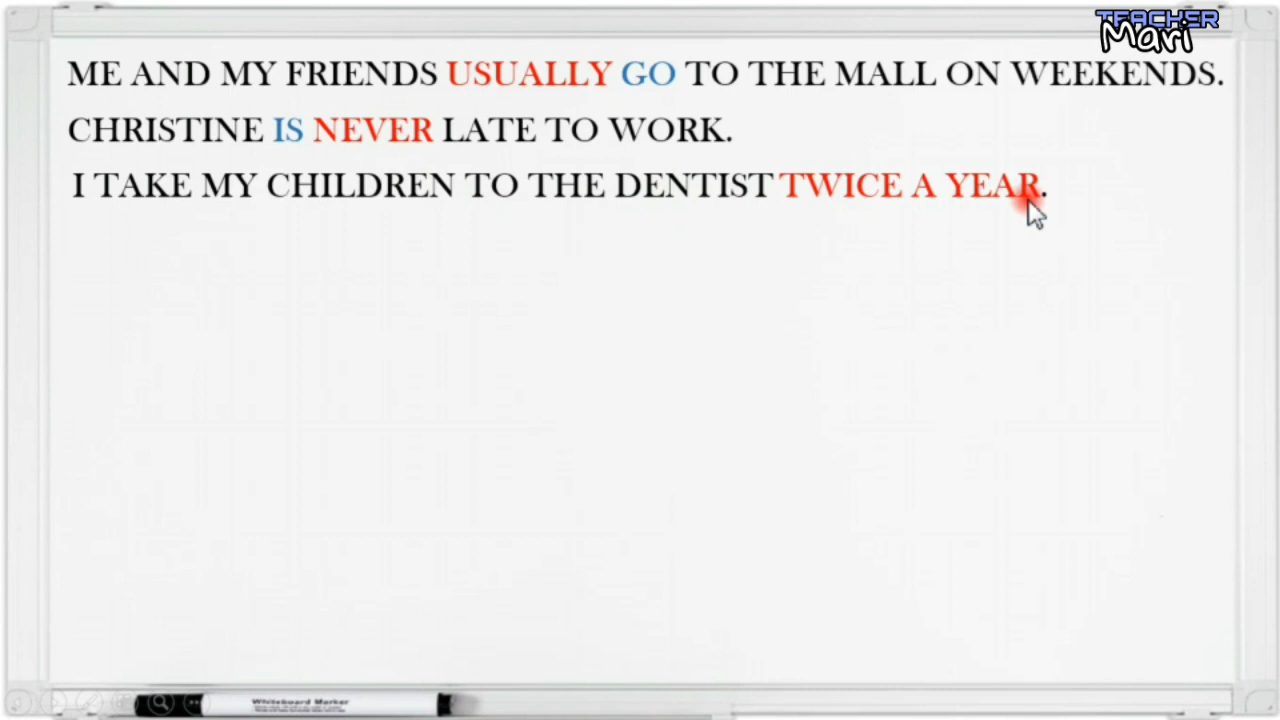 TEACHER
Mari
ME AND MY FRIENDS USUALLY GO TO THE MALL ON WEEKENDS.
CHRISTINE IS NEVER LATE TO WORK.
I TAKE MY CHILDREN TO THE DENTIST TWICE A YEAR.
Whiteboard Marker